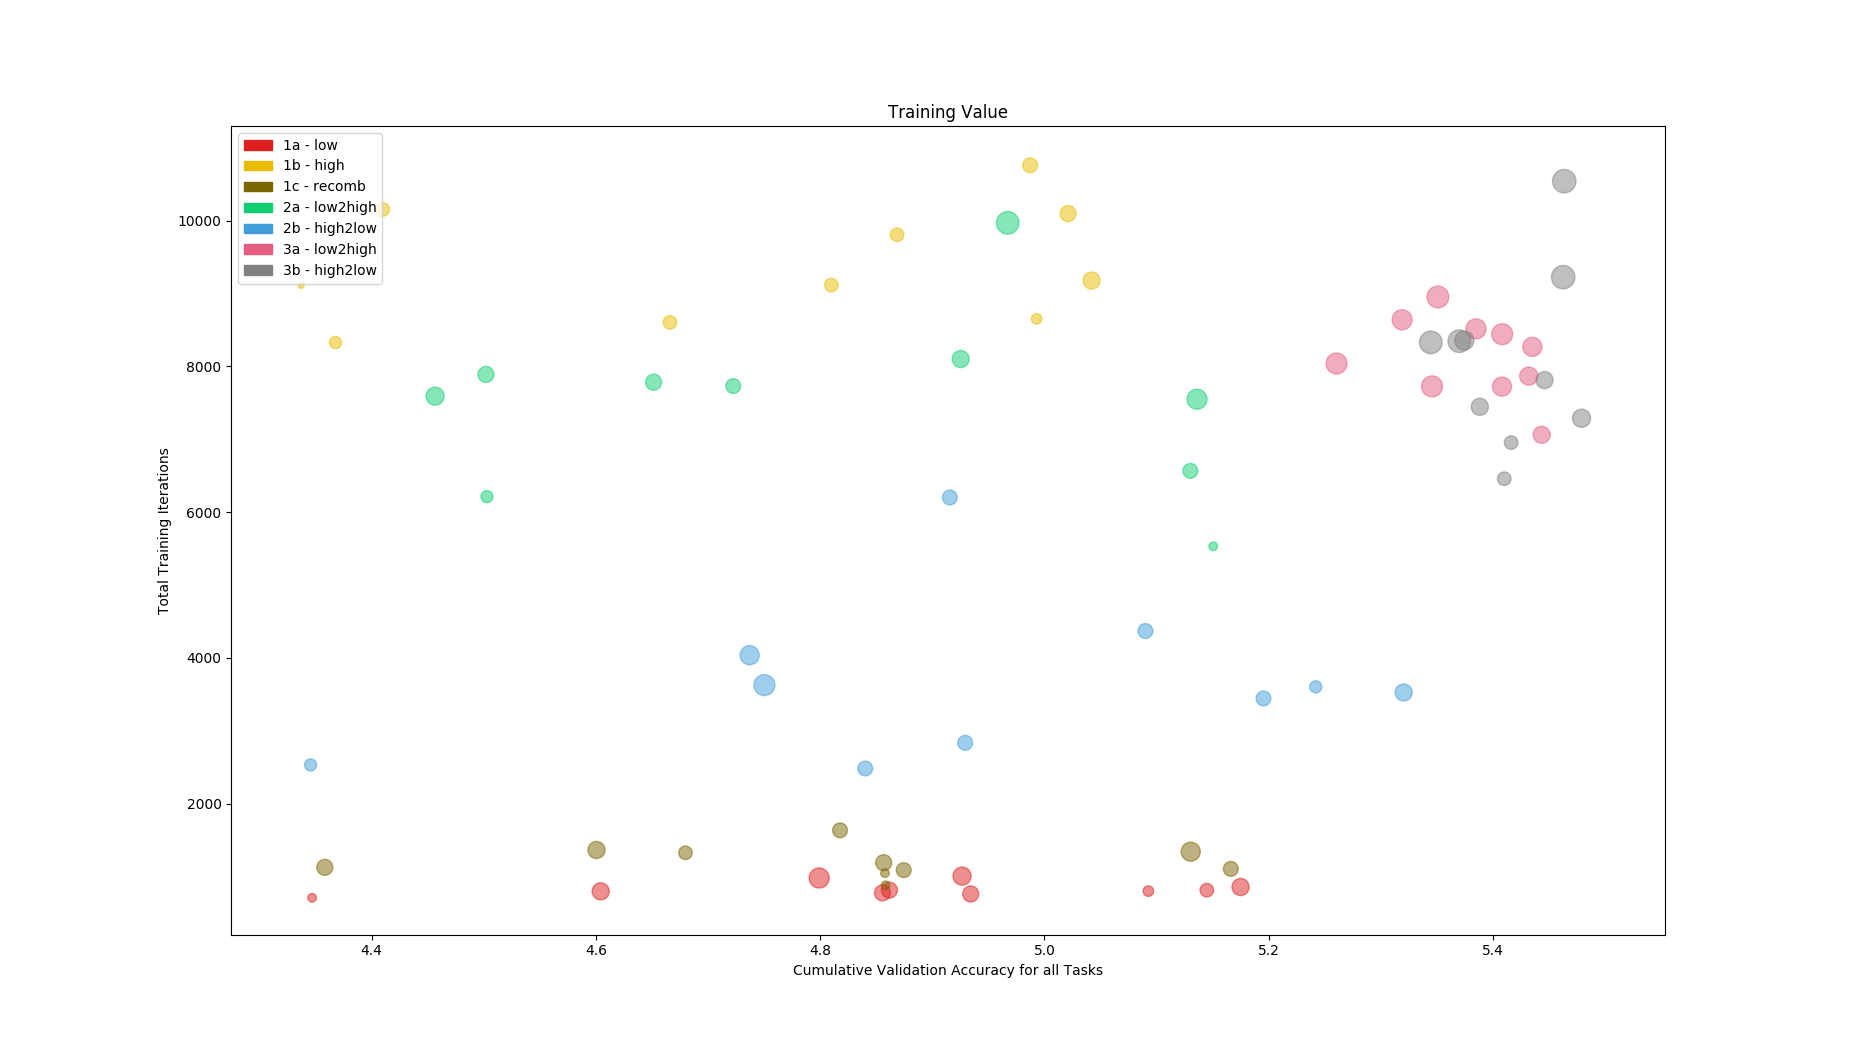 Training Value
1a - low
1b - high
1c - recomb
2a - low2high
2b - high2low
3a - low2high
3b - high2low
10000
8000
6000
4000
2000
Total Training Iterations
4.4 4.6 4.8 5.0 5.2 5.4
Cumulative Validation Accuracy for all Tasks